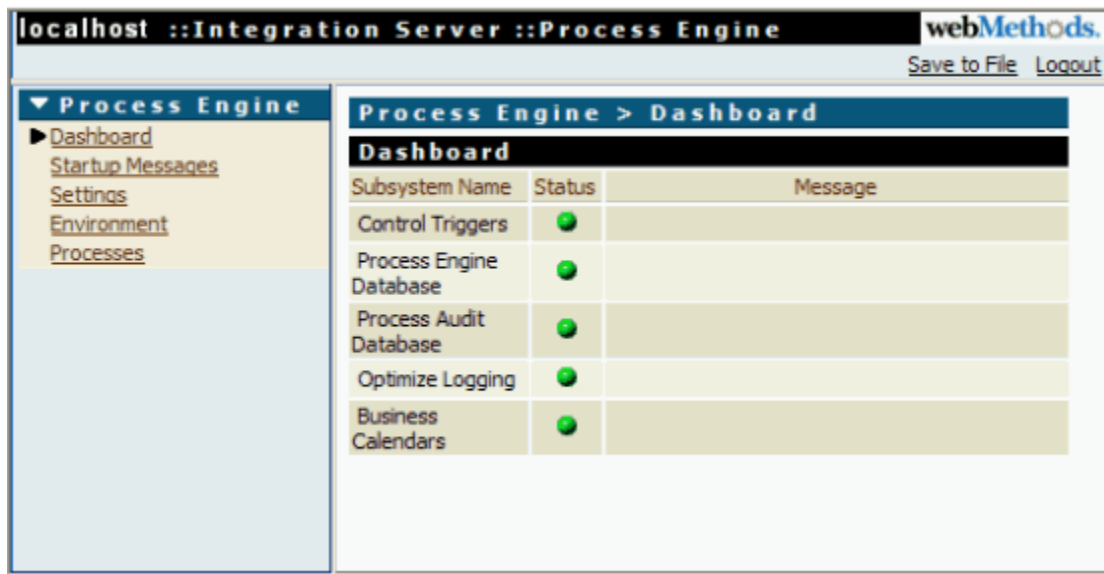 localhost ::Integration Server ::Process Engine
webMethods.
Save to File Logout
Process Engine
Dashboard
Startup Messages
Settings
Environment
Processes
Process Engine > Dashboard
Dashboard
Subsystem Name Status Message
Control Triggers
Process Engine
Database
Process Audit
Database
Optimize Logging
Business
Calendars